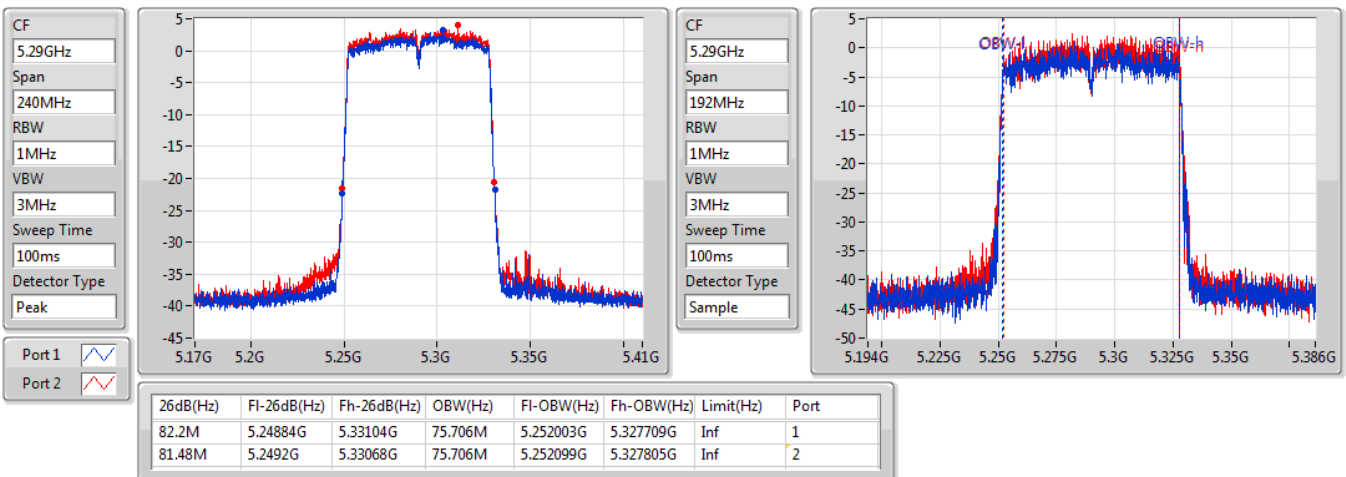 CF
5.29GHz
Span
240MHz
RBW
1MHz
VBW
3MHz
Sweep Time
100ms
Detector Type
Peak
Port 1
Port 2
5
0
-5
-10
-15
-20
-25
-30
-35
-40
-45
5.17G 5.2G 5.25G 5.3G 5.35G 5.41G
CF
5.29GHz
Span
192MHz
RBW
1MHz
VBW
3MHz
Sweep Time
100ms
Detector Type
Sample
5
0
-5
-10
-15
-20
-25
-30
-35
-40
-45
-50
OBW-l OBW-h
5.194G 5.225G 5.25G 5.275G 5.3G 5.325G 5.35G 5.386G
26dB(Hz) Fl-26dB(Hz) Fh-26dB(Hz) OBW(Hz) Fl-OBW(Hz) Fh-OBW(Hz) Limit(Hz) Port
82.2M 5.24884G 5.33104G 75.706M 5.252003G 5.327709G Inf 1
81.48M 5.2492G 5.33068G 75.706M 5.252099G 5.327805G Inf 2